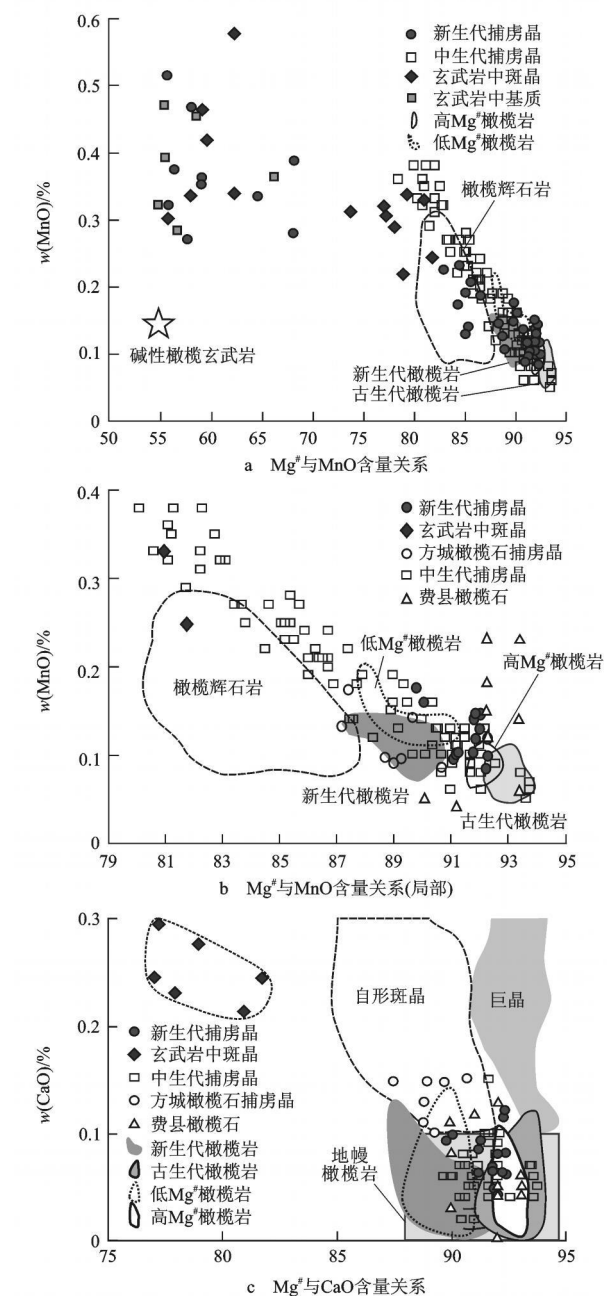 0.6
0.5
0.4
0.3
0.2
0.1
0
w(MnO)/%
新生代捕虏晶
中生代捕虏晶
玄武岩中斑晶
玄武岩中基质
高Mg#橄榄岩
低Mg#橄榄岩
橄榄辉石岩
碱性橄榄玄武岩
新生代橄榄岩
古生代橄榄岩
50 55 60 65 70 75 80 85 90 95
a Mg#与MnO含量关系
0.4
0.3
0.2
0.1
0
w(MnO)/%
新生代捕虏晶
玄武岩中斑晶
方城橄榄石捕虏晶
中生代捕虏晶
费县橄榄石
低Mg#橄榄岩
高Mg#橄榄岩
橄榄辉石岩
新生代橄榄岩
古生代橄榄岩
79 81 83 85 87 89 91 93 95
b Mg#与MnO含量关系(局部)
0.3
0.2
0.1
0
w(CaO)/%
自形斑晶
巨晶
新生代捕虏晶
玄武岩中斑晶
中生代捕虏晶
方城橄榄石捕虏晶
费县橄榄石
新生代橄榄岩
古生代橄榄岩
低Mg#橄榄岩
高Mg#橄榄岩
地幔
橄榄岩
75 80 85 90 95
c Mg#与CaO含量关系